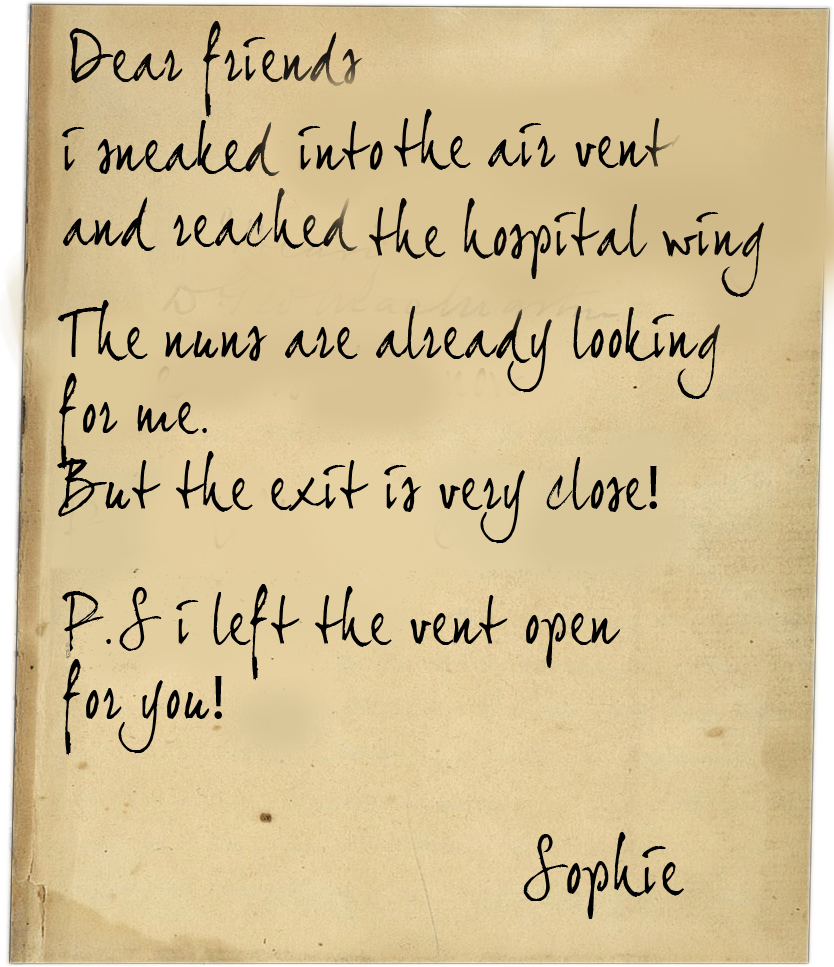 Dear friends
i sneaked into the air vent
and reached the hospital wing
The nuns are already looking
for me.
But the exit is very close!
P.S i left the vent open
for you!
Sophie